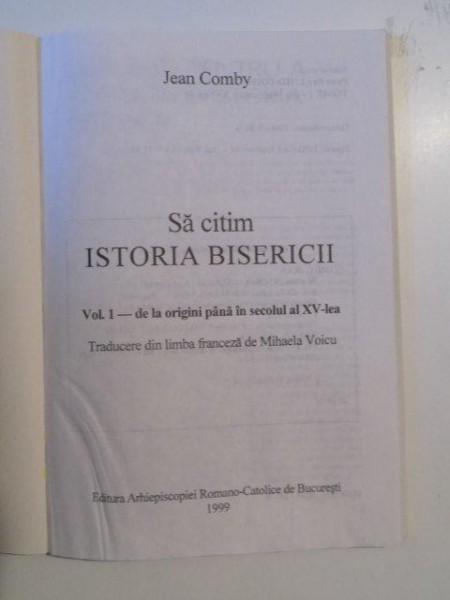 Jean Comby
Să citim
ISTORIA BISERICII
Vol. 1 — de la origini până în secolul al XV-lea
Traducere din limba franceză de Mihaela Voicu
Editura Arhiepiscopiei Romano-Catolice de București
1999